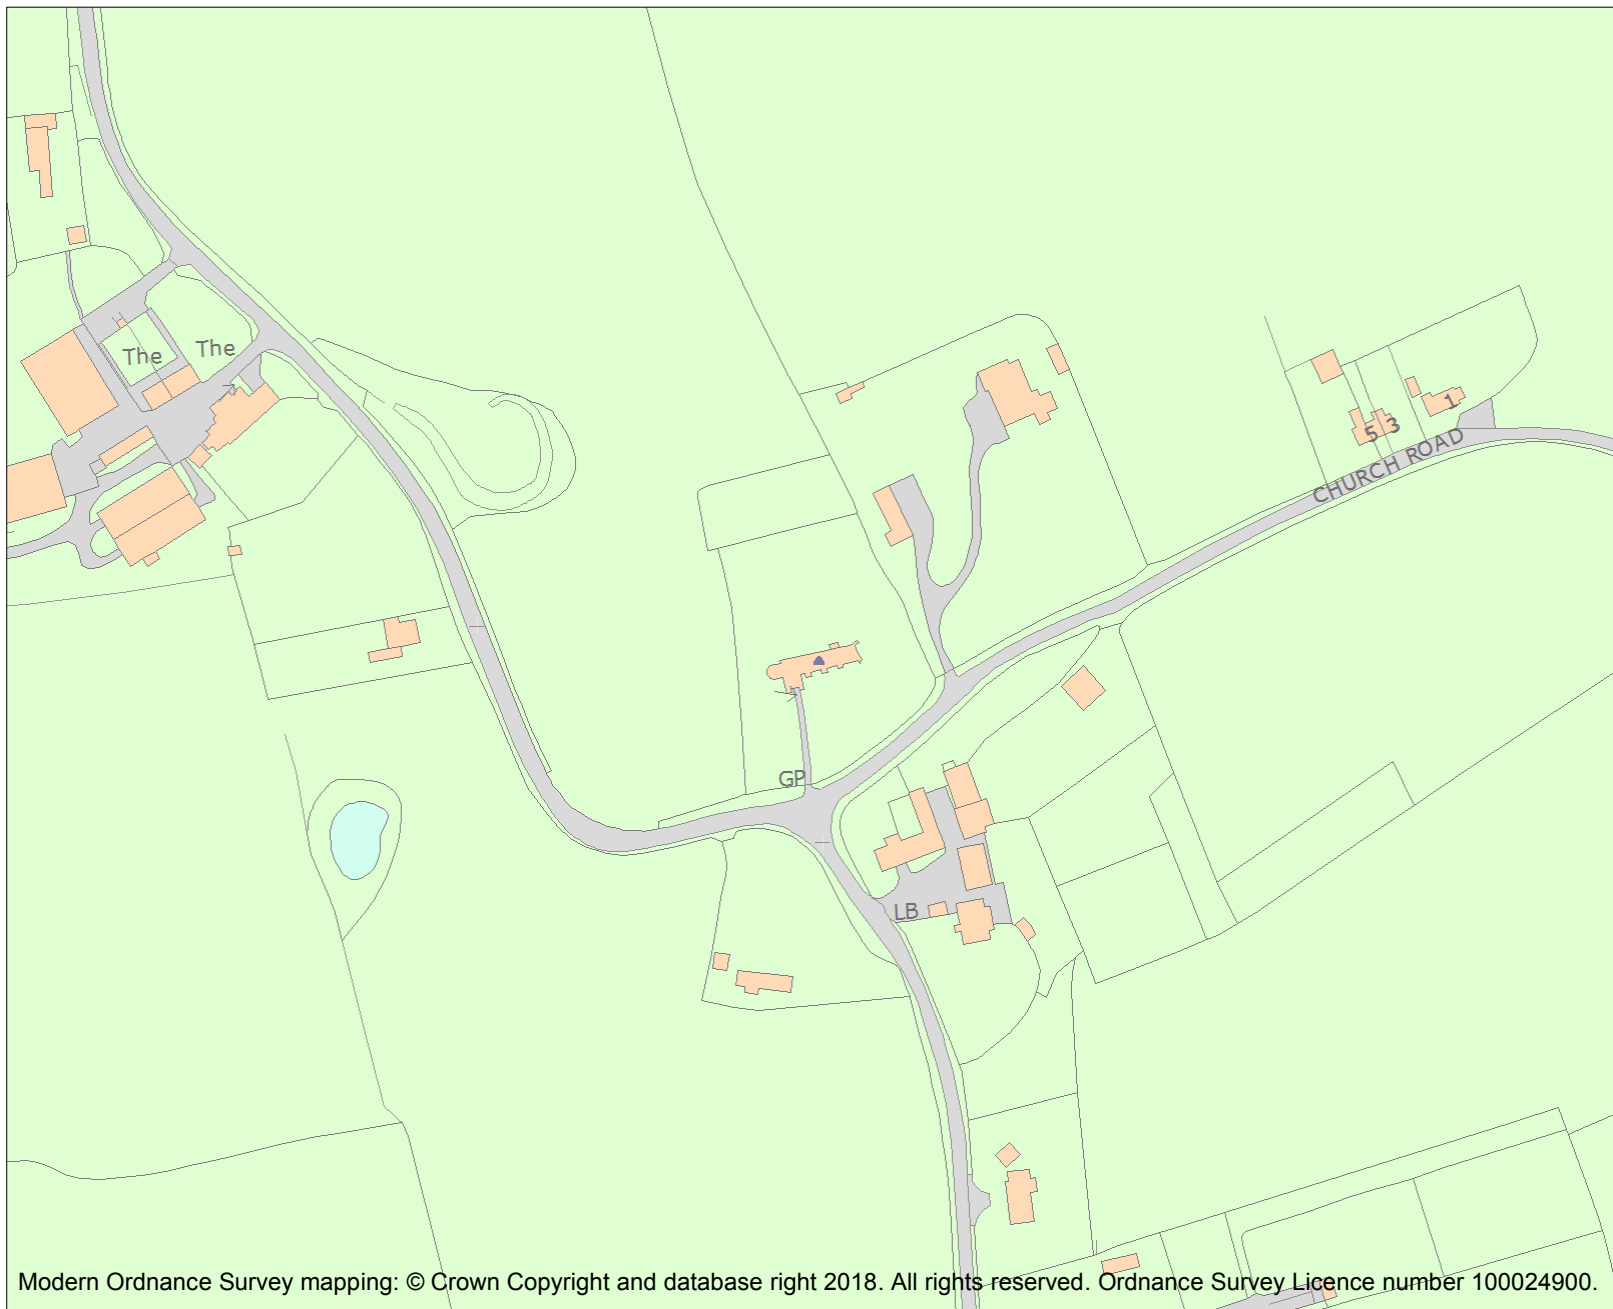 The
The
1
3
5
CHURCH ROAD
GP
LB
Modern Ordnance Survey mapping: © Crown Copyright and database right 2018. All rights reserved. Ordnance Survey Licence number 100024900.